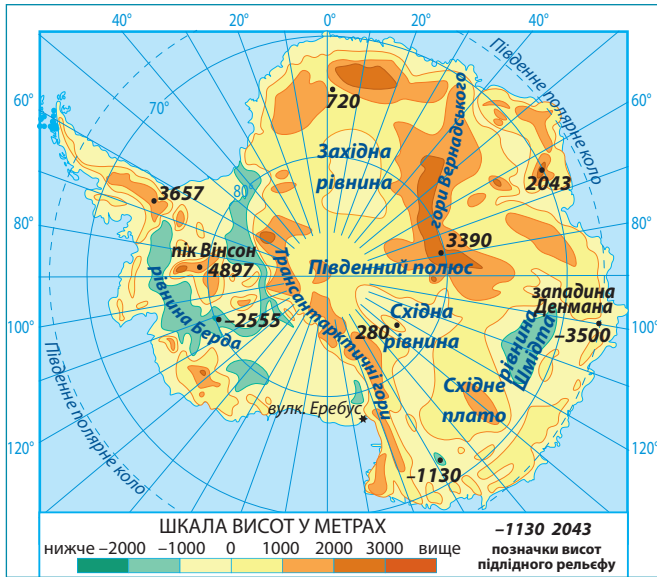 40° 20° 0° 20° 40°
Південне полярне коло
60° 70° 60°
720
Західна
рівнина
гори Вернадського
2043
3657
80°
80° 80°
3390
пік Вінсон
4897
Південний полюс
Трансантарктичні гори
западина
Денмана
–3500
рівнина Берда
–2555
280
Східна
рівнина
рівнина
Шмідта
100° 100°
Східне
плато
вулк. Еребус
Південне полярне коло
–1130
120° 120°
ШКАЛА ВИСОТ У МЕТРАХ
нижче –2000 –1000 0 1000 2000 3000 вище
–1130 2043
позначки висот
підлідного рельєфу